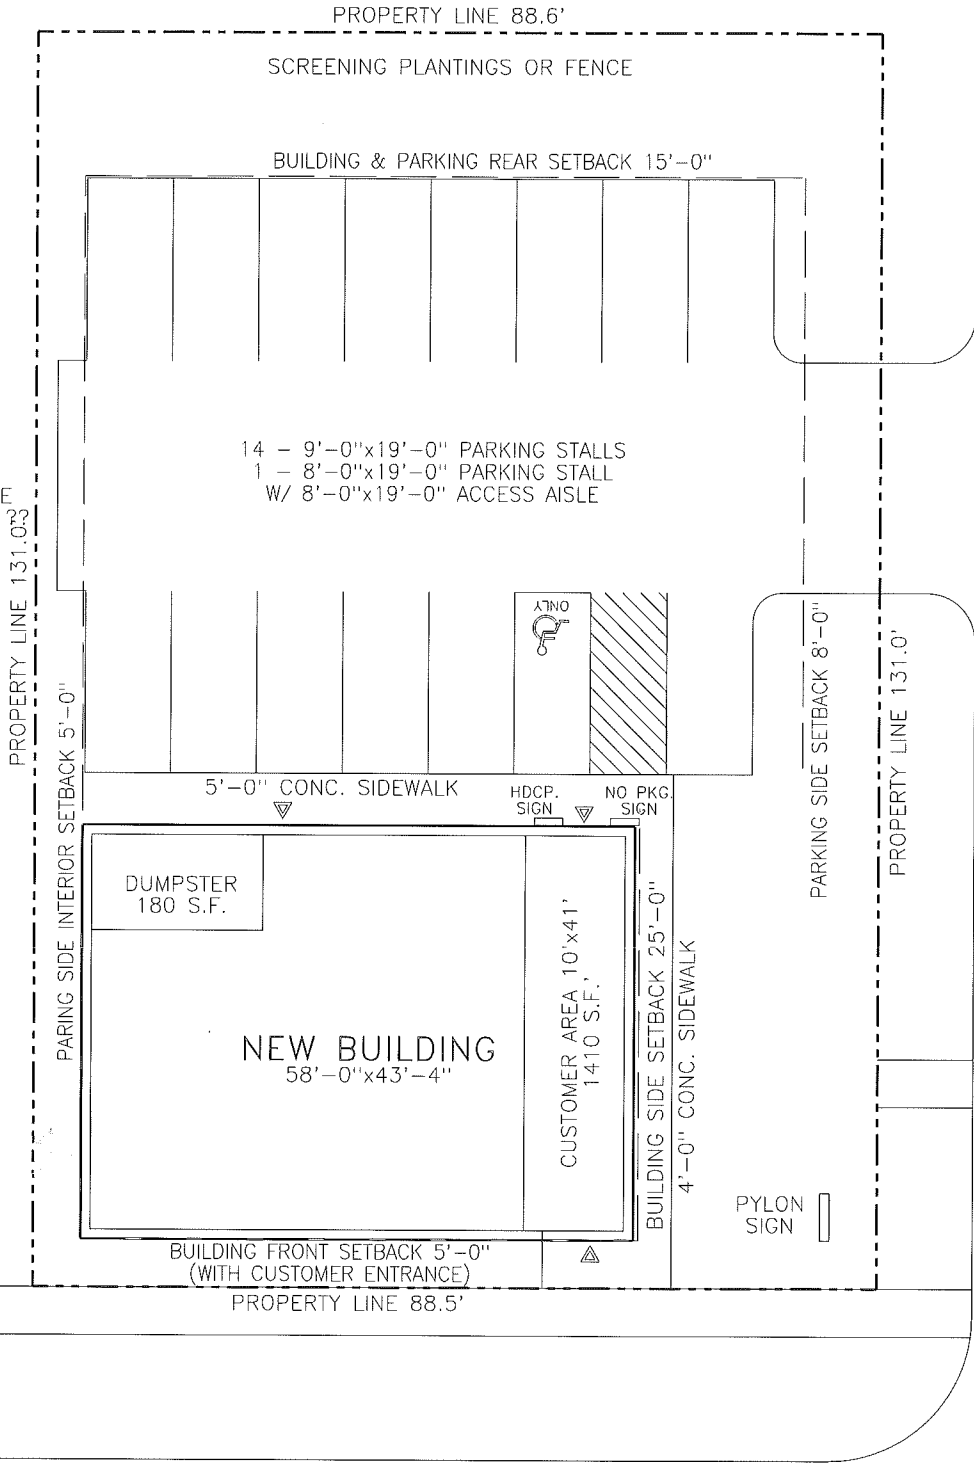 PROPERTY LINE 88.6'
SCREENING PLANTINGS OR FENCE
BUILDING & PARKING REAR SETBACK 15'-0"
14 - 9'-0"x19'-0" PARKING STALLS
1 - 8'-0"x19'-0" PARKING STALL
W/ 8'-0"x19'-0" ACCESS AISLE
E
PROPERTY LINE 131.0'
ONLY
PARING SIDE INTERIOR SETBACK 5'-0"
PARKING SIDE SETBACK 8'-0"
PROPERTY LINE 131.0'
5'-0" CONC. SIDEWALK
HDCP.
SIGN
NO PKG.
SIGN
DUMPSTER
180 S.F.
CUSTOMER AREA 10'x41'
1410 S.F.'
NEW BUILDING
58'-0"x43'-4"
BUILDING SIDE SETBACK 25'-0"
4'-0" CONC. SIDEWALK
PYLON
SIGN
BUILDING FRONT SETBACK 5'-0"
(WITH CUSTOMER ENTRANCE)
PROPERTY LINE 88.5'